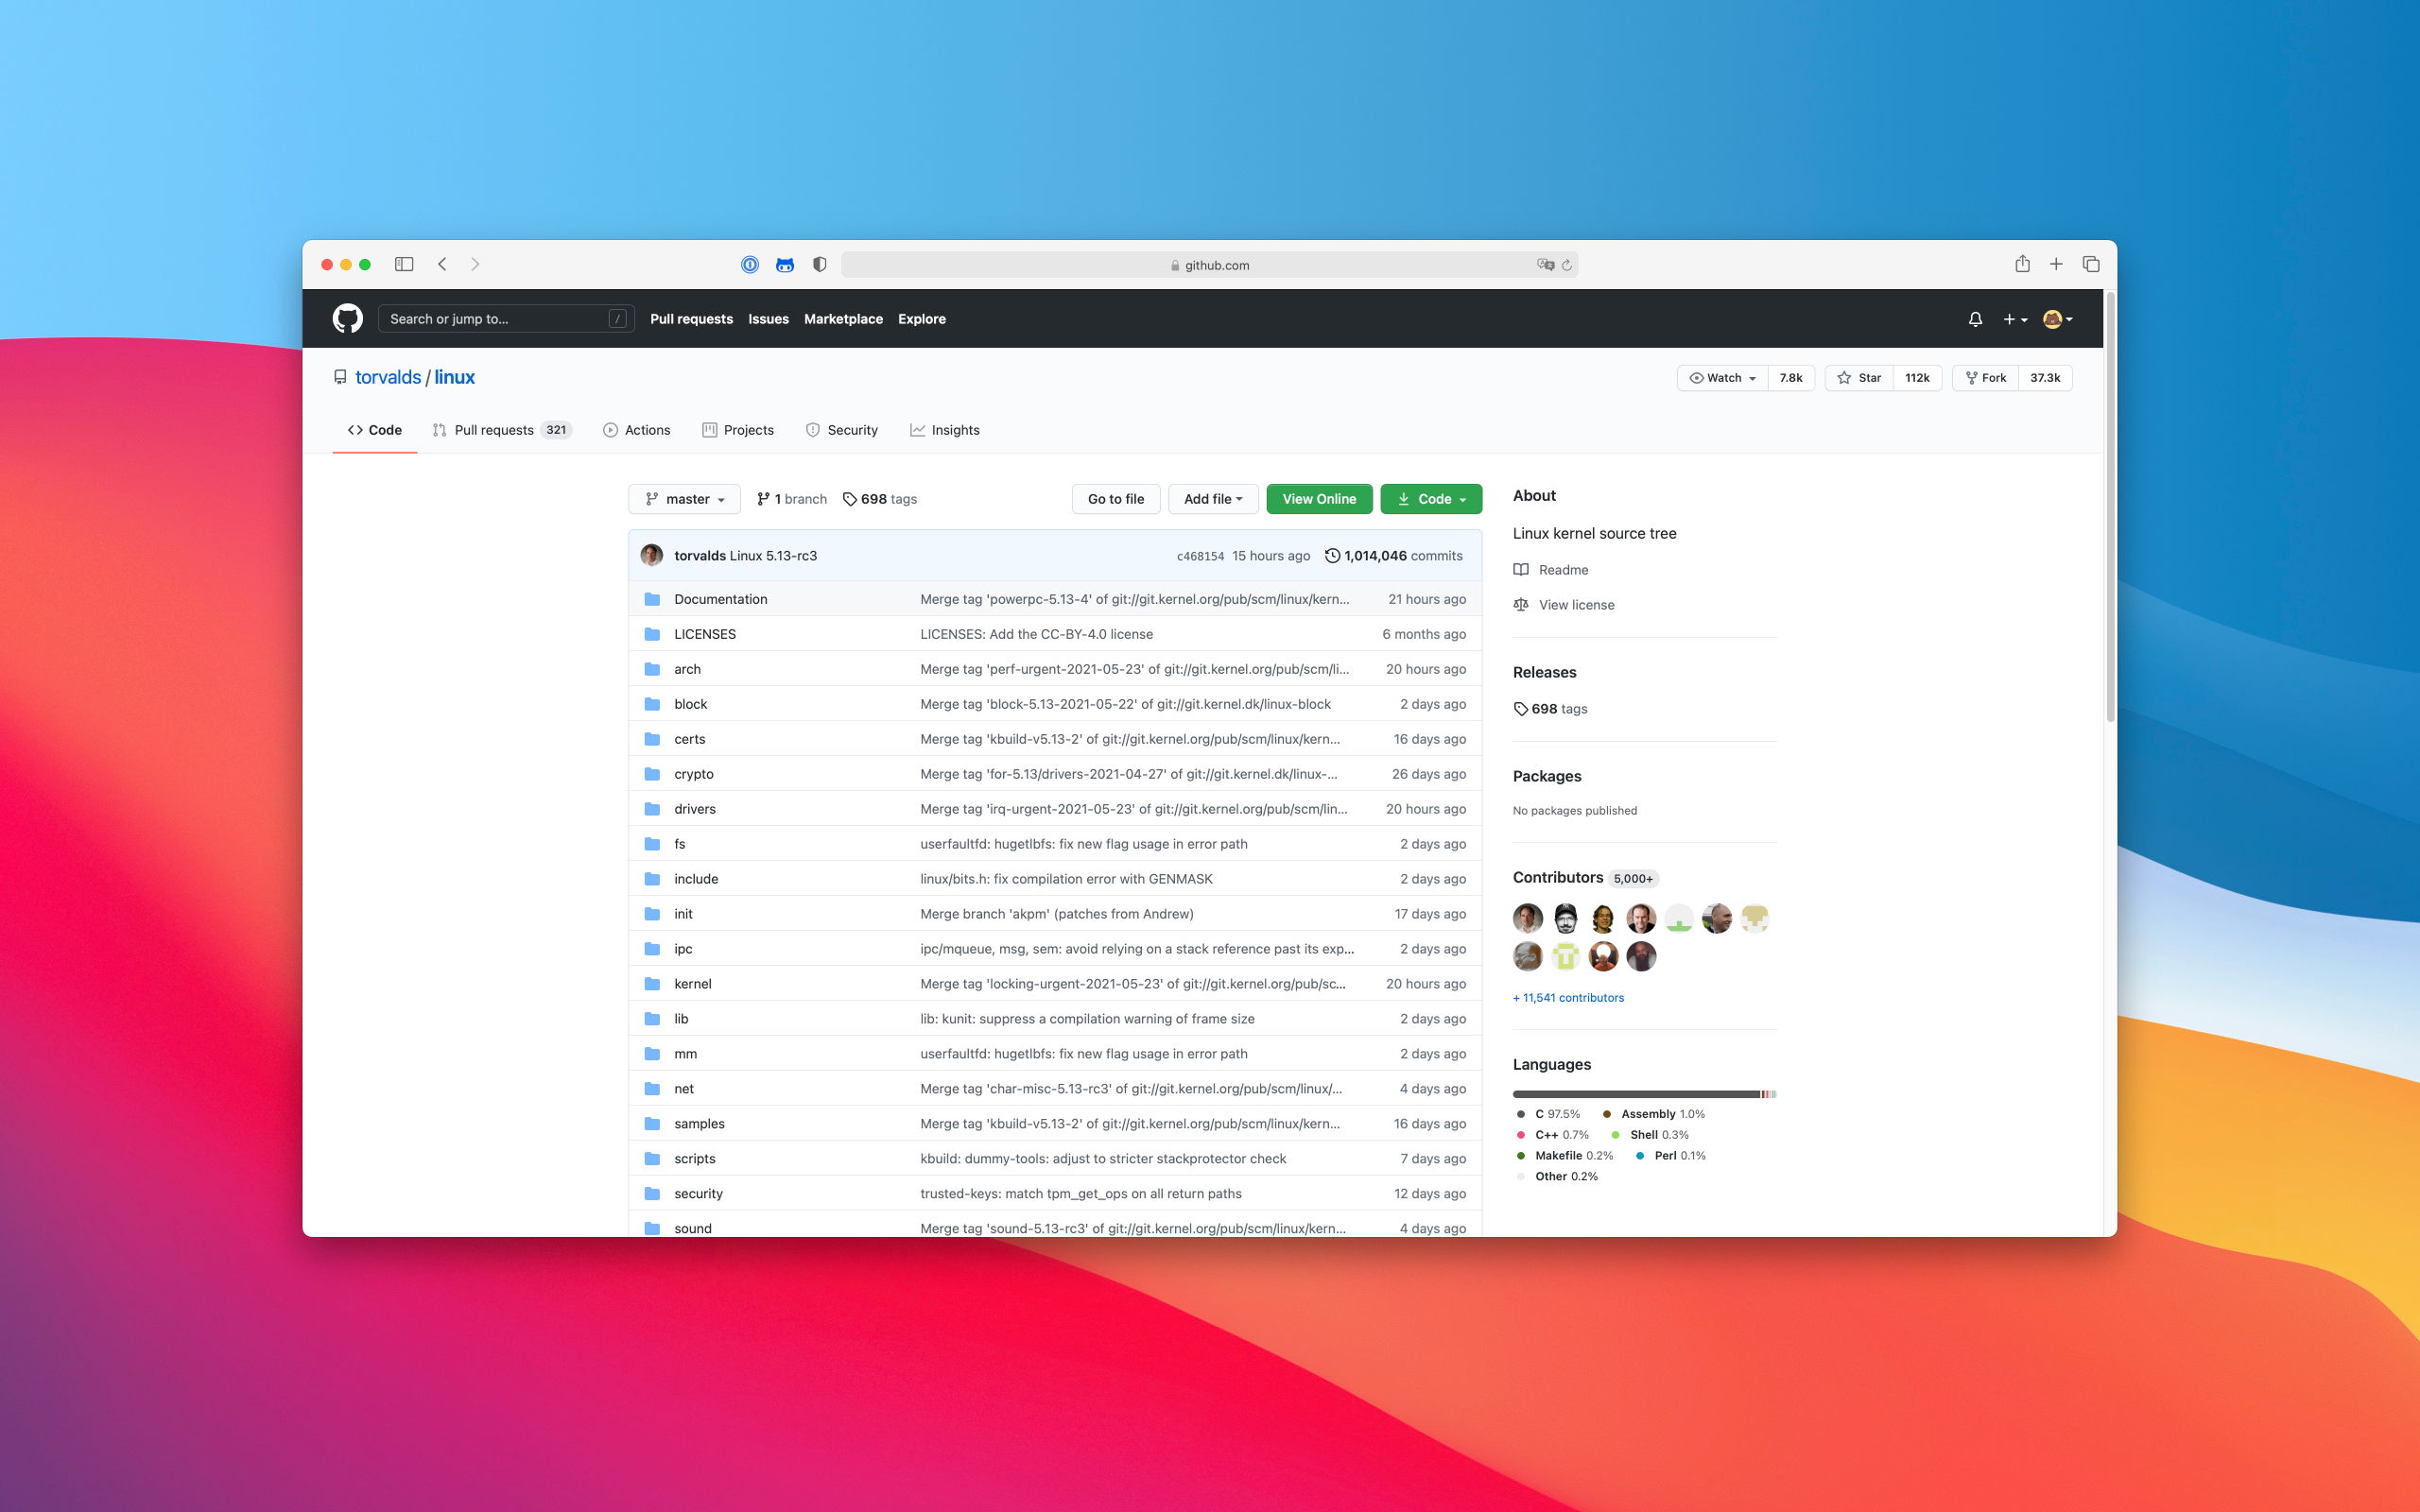 github.com
Search or jump to... /
Pull requests Issues Marketplace Explore
torvalds / linux
Watch 7.8k Star 112k Fork 37.3k
Code Pull requests 321 Actions Projects Security Insights
master 1 branch 698 tags Go to file Add file View Online Code
torvalds Linux 5.13-rc3 c468154 15 hours ago 1,014,046 commits
Documentation Merge tag 'powerpc-5.13-4' of git://git.kernel.org/pub/scm/linux/kern... 21 hours ago
LICENSES LICENSES: Add the CC-BY-4.0 license 6 months ago
arch Merge tag 'perf-urgent-2021-05-23' of git://git.kernel.org/pub/scm/li... 20 hours ago
block Merge tag 'block-5.13-2021-05-22' of git://git.kernel.dk/linux-block 2 days ago
certs Merge tag 'kbuild-v5.13-2' of git://git.kernel.org/pub/scm/linux/kern... 16 days ago
crypto Merge tag 'for-5.13/drivers-2021-04-27' of git://git.kernel.dk/linux-... 26 days ago
drivers Merge tag 'irq-urgent-2021-05-23' of git://git.kernel.org/pub/scm/lin... 20 hours ago
fs userfaultfd: hugetlbfs: fix new flag usage in error path 2 days ago
include linux/bits.h: fix compilation error with GENMASK 2 days ago
init Merge branch 'akpm' (patches from Andrew) 17 days ago
ipc ipc/mqueue, msg, sem: avoid relying on a stack reference past its exp... 2 days ago
kernel Merge tag 'locking-urgent-2021-05-23' of git://git.kernel.org/pub/sc... 20 hours ago
lib lib: kunit: suppress a compilation warning of frame size 2 days ago
mm userfaultfd: hugetlbfs: fix new flag usage in error path 2 days ago
net Merge tag 'char-misc-5.13-rc3' of git://git.kernel.org/pub/scm/linux/... 4 days ago
samples Merge tag 'kbuild-v5.13-2' of git://git.kernel.org/pub/scm/linux/kern... 16 days ago
scripts kbuild: dummy-tools: adjust to stricter stackprotector check 7 days ago
security trusted-keys: match tpm_get_ops on all return paths 12 days ago
sound Merge tag 'sound-5.13-rc3' of git://git.kernel.org/pub/scm/linux/kern... 4 days ago
About
Linux kernel source tree
Readme
View license
Releases
698 tags
Packages
No packages published
Contributors 5,000+
+ 11,541 contributors
Languages
C 97.5% Assembly 1.0%
C++ 0.7% Shell 0.3%
Makefile 0.2% Perl 0.1%
Other 0.2%